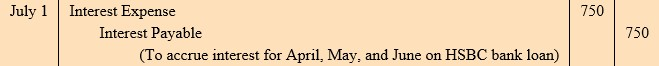 July 1 Interest Expense 750
Interest Payable 750
(To accrue interest for April, May, and June on HSBC bank loan)